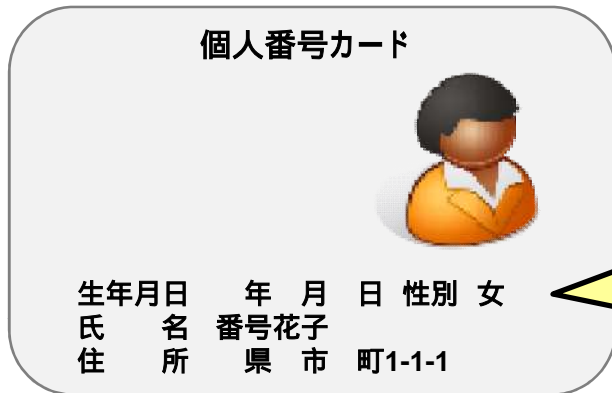 個人番号カード
生年月日　　年　月　日 性別 女
氏　　名　番号花子
住　　所　　県　市　町1-1-1